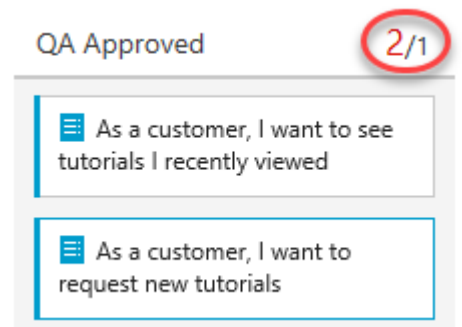 QA Approved 2/1
As a customer, I want to see
tutorials I recently viewed
As a customer, I want to
request new tutorials